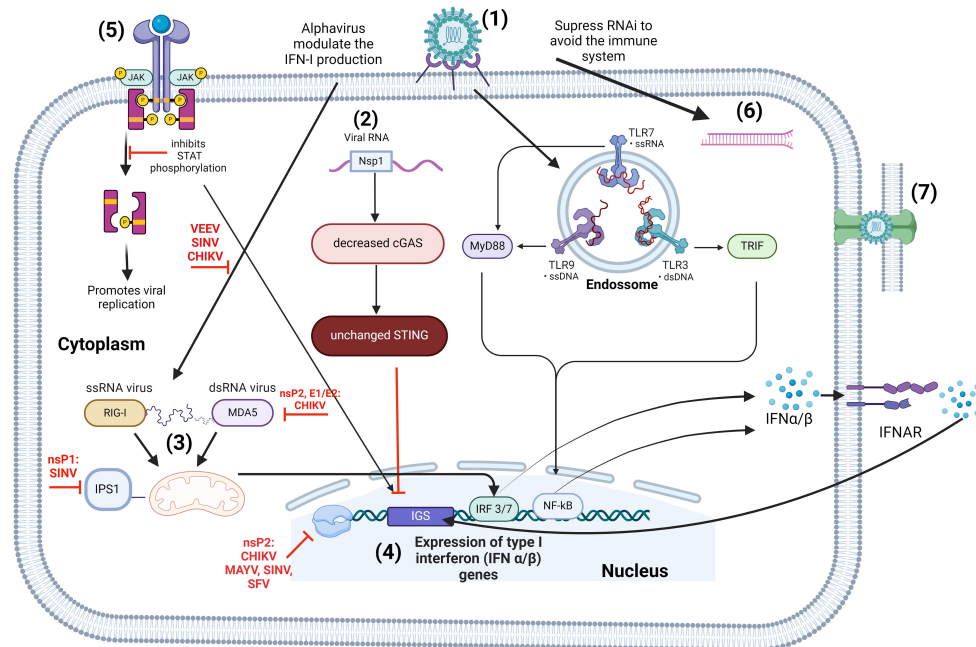 (5)
P
JAK
JAK
P
P
P
P
P
inhibits
STAT
phosphorylation
P
Promotes viral
replication
Alphavirus
modulate the
IFN-I production
(1)
Supress RNAi to
avoid the immune
system
(6)
(7)
(2)
Viral RNA
Nsp1
decreased cGAS
unchanged STING
VEEV
SINV
CHIKV
TLR7
• ssRNA
MyD88
TLR9
• ssDNA
TLR3
• dsDNA
Endossome
TRIF
Cytoplasm
ssRNA virus
dsRNA virus
RIG-I
MDA5
nsP2, E1/E2:
CHIKV
(3)
nsP1:
SINV
IPS1
IFNα/β
IFNAR
IGS
IRF 3/7
NF-kB
nsP2:
CHIKV
MAYV, SINV,
SFV
(4)
Expression of type I
interferon (IFN α/β)
genes
Nucleus